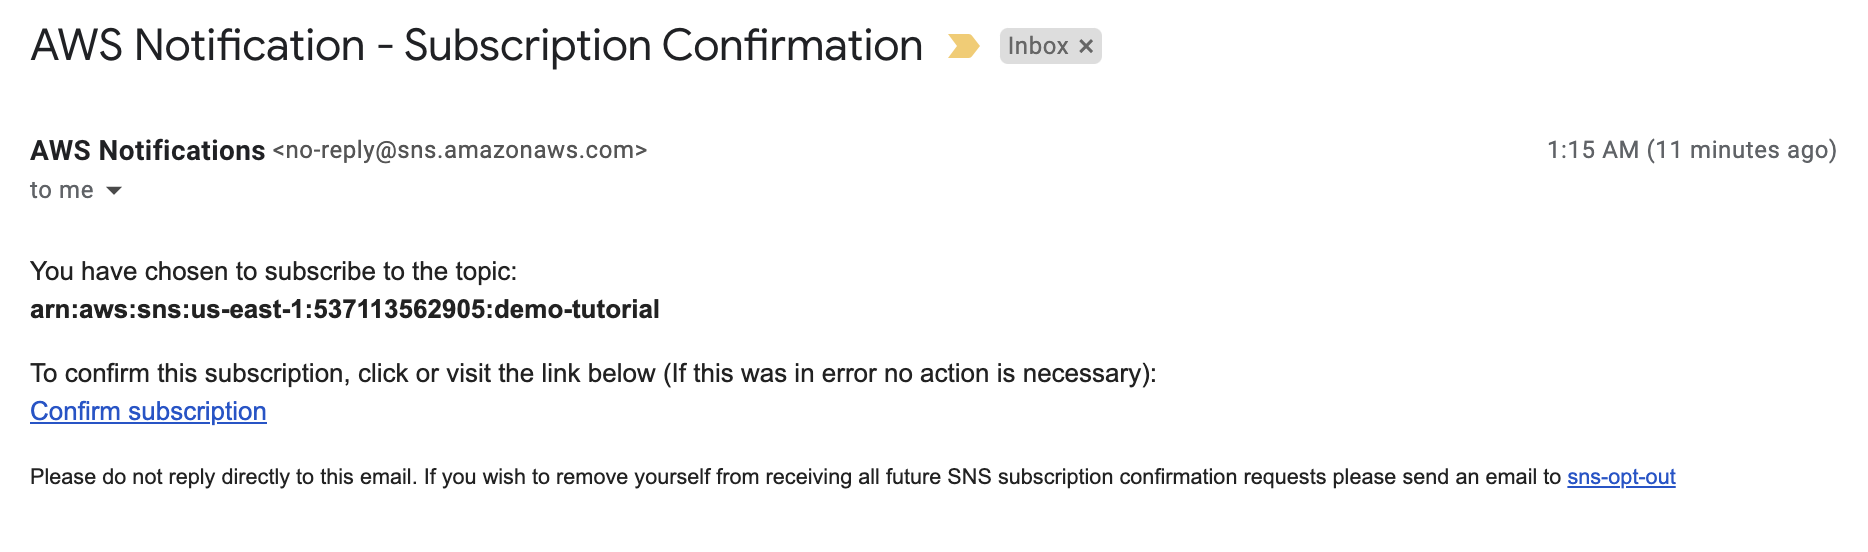 AWS Notification - Subscription Confirmation Inbox ×
AWS Notifications <no-reply@sns.amazonaws.com> 1:15 AM (11 minutes ago)
to me
You have chosen to subscribe to the topic:
arn:aws:sns:us-east-1:537113562905:demo-tutorial
To confirm this subscription, click or visit the link below (If this was in error no action is necessary):
Confirm subscription
Please do not reply directly to this email. If you wish to remove yourself from receiving all future SNS subscription confirmation requests please send an email to sns-opt-out